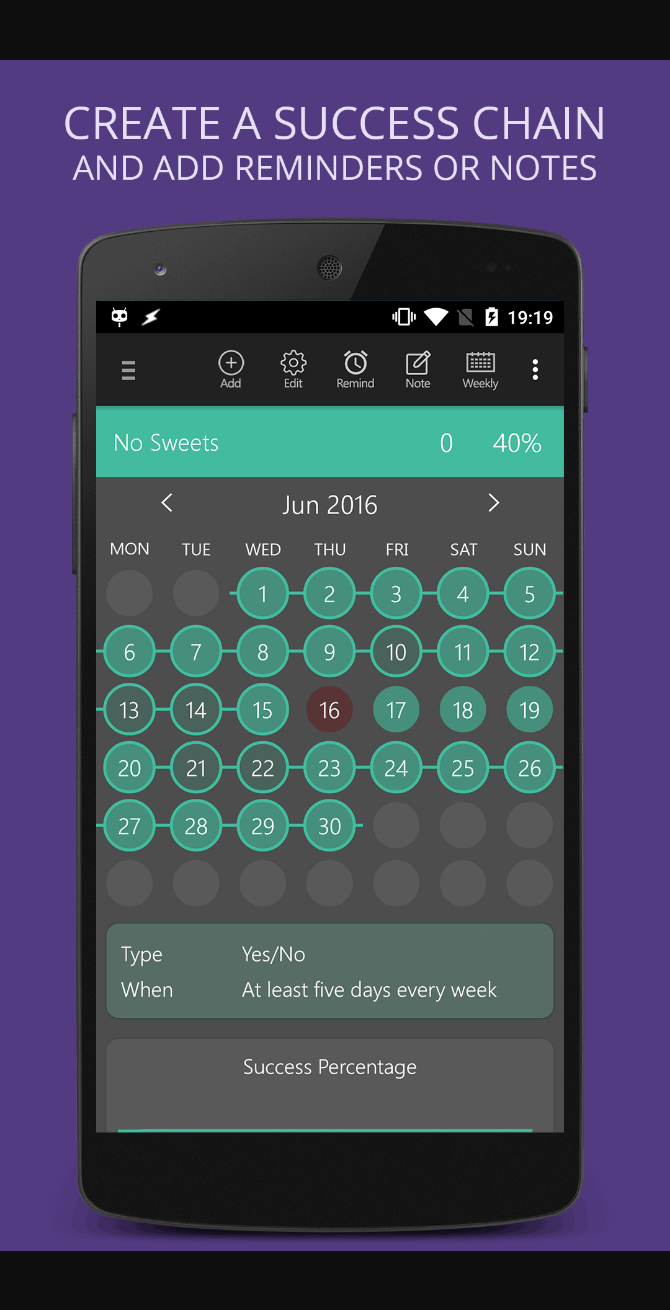 CREATE A SUCCESS CHAIN
AND ADD REMINDERS OR NOTES
19:19
Add Edit Remind Note Weekly
No Sweets 0 40%
Jun 2016
MON TUE WED THU FRI SAT SUN
1 2 3 4 5
6 7 8 9 10 11 12
13 14 15 16 17 18 19
20 21 22 23 24 25 26
27 28 29 30
Type Yes/No
When At least five days every week
Success Percentage